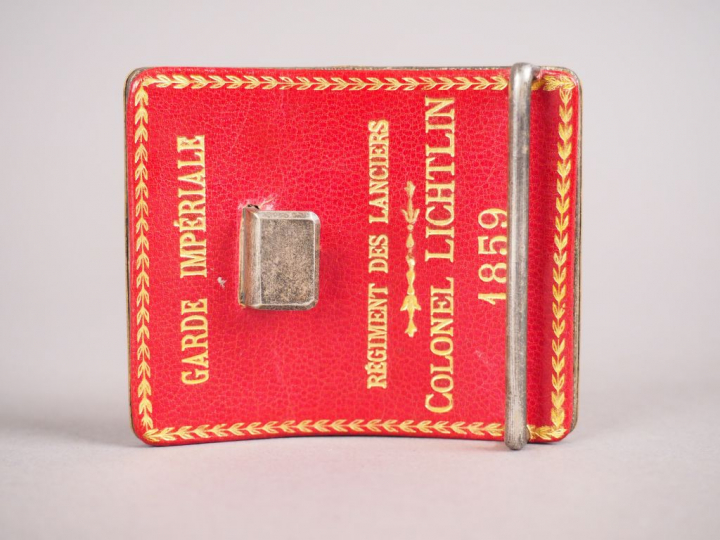 GARDE IMPÉRIALE
RÉGIMENT DES LANCIERS
COLONEL LICHTLIN
1859